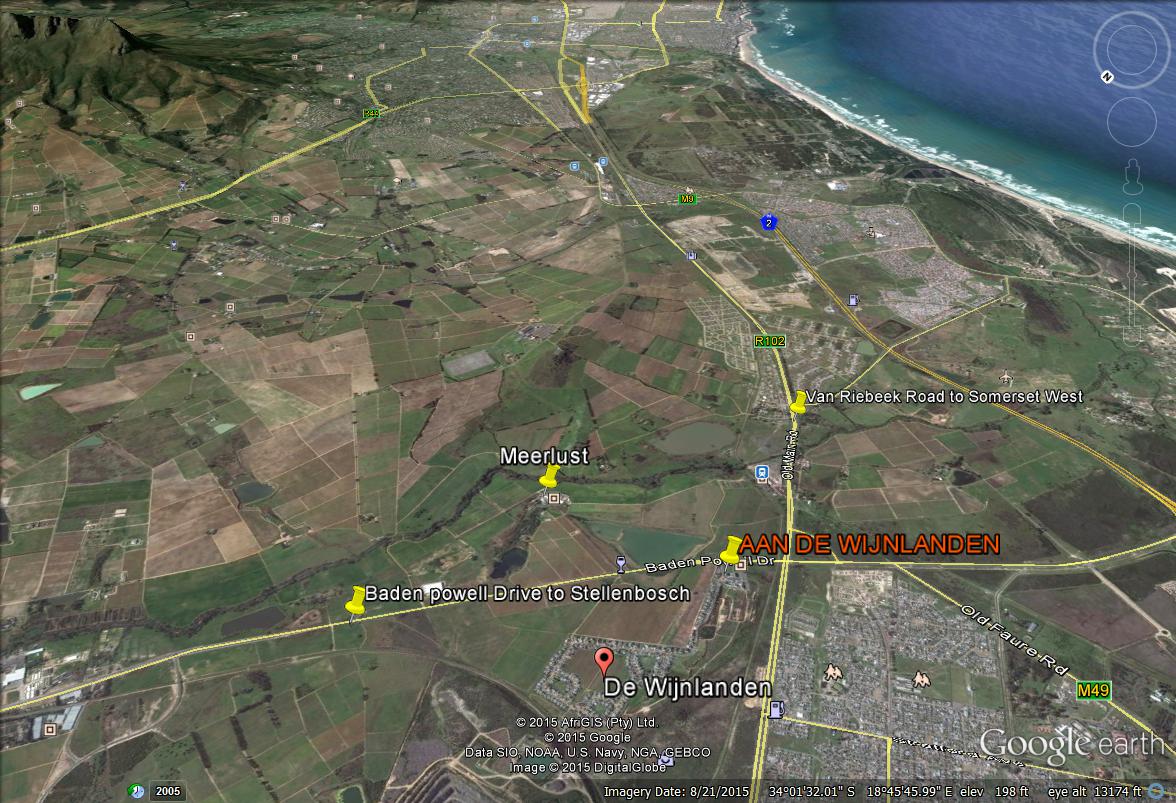 N
R44
M9
N
2
R102
Van Riebeek Road to Somerset West
Old Main Rd
Meerlust
AAN DE WIJNLANDEN
Baden Powell Dr
Baden powell Drive to Stellenbosch
Old Faure Rd
De Wijnlanden
M49
© 2015 AfriGIS (Pty) Ltd.
© 2015 Google
Data SIO, NOAA, U.S. Navy, NGA, GEBCO
Image © 2015 DigitalGlobe
Google earth
2005
Imagery Date: 8/21/2015 34°01'32.01" S 18°45'45.99" E elev 198 ft eye alt 13174 ft